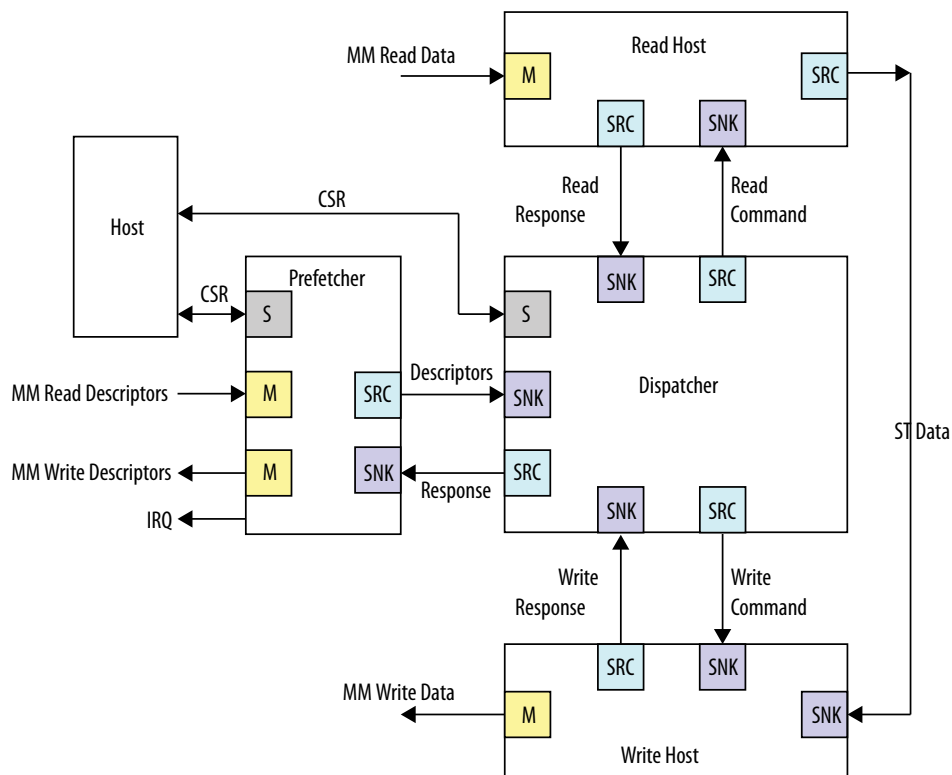 Read Host
MM Read Data
M
SRC
SRC
SNK
Read
Response
Read
Command
CSR
Host
Prefetcher
SNK
SRC
CSR
S
S
Descriptors
Dispatcher
MM Read Descriptors
M
SRC
SNK
ST Data
MM Write Descriptors
M
SNK
Response
SRC
IRQ
SNK
SRC
Write
Response
Write
Command
SRC
SNK
MM Write Data
M
SNK
Write Host